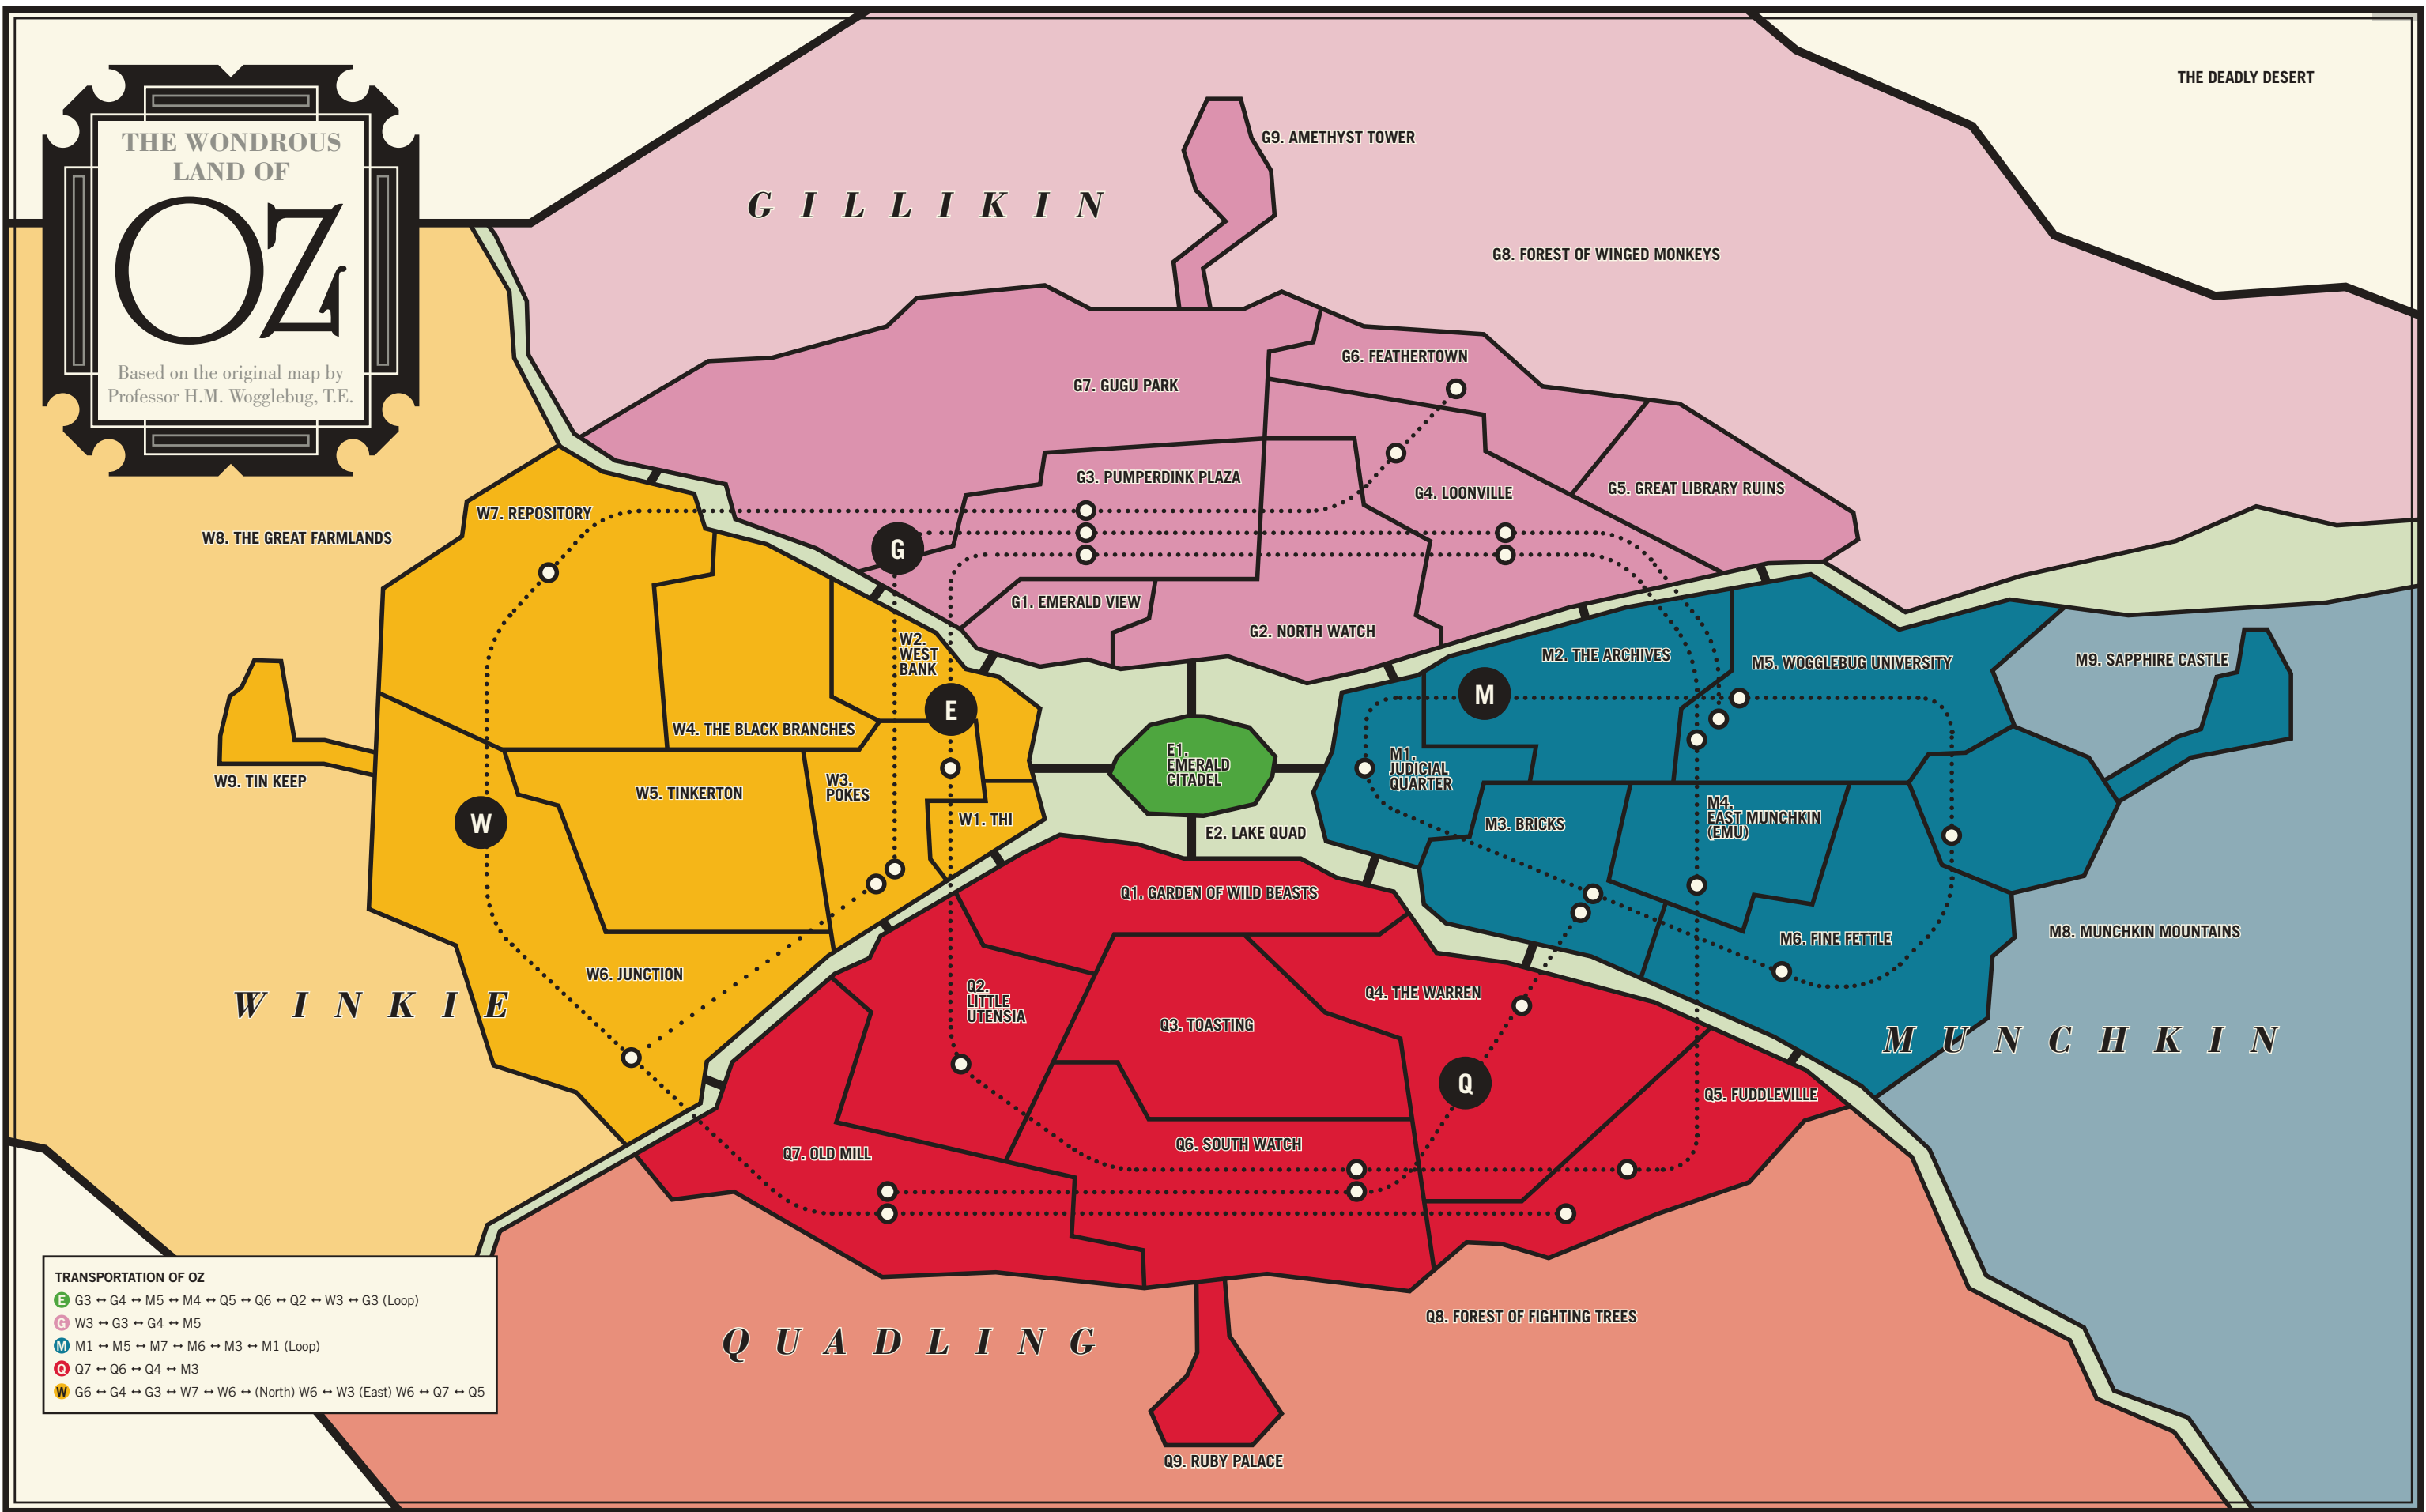 THE WONDROUS
LAND OF
OZ
Based on the original map by
Professor H.M. Wogglebug, T.E.
THE DEADLY DESERT
G9. AMETHYST TOWER
GILLIKIN
G8. FOREST OF WINGED MONKEYS
G6. FEATHERTOWN
G7. GUGU PARK
G3. PUMPERDINK PLAZA
G4. LOONVILLE
G5. GREAT LIBRARY RUINS
G
G1. EMERALD VIEW
G2. NORTH WATCH
W7. REPOSITORY
W8. THE GREAT FARMLANDS
W2.
WEST
BANK
E
W4. THE BLACK BRANCHES
W9. TIN KEEP
W5. TINKERTON
W3.
POKES
W1. THI
W
W6. JUNCTION
WINKIE
E1.
EMERALD
CITADEL
E2. LAKE QUAD
M2. THE ARCHIVES
M5. WOGGLEBUG UNIVERSITY
M9. SAPPHIRE CASTLE
M
M1.
JUDICIAL
QUARTER
M3. BRICKS
M4.
EAST MUNCHKIN
(EMU)
M6. FINE FETTLE
M8. MUNCHKIN MOUNTAINS
MUNCHKIN
Q1. GARDEN OF WILD BEASTS
Q2.
LITTLE
UTENSIA
Q3. TOASTING
Q4. THE WARREN
Q
Q5. FUDDLEVILLE
Q6. SOUTH WATCH
Q7. OLD MILL
Q8. FOREST OF FIGHTING TREES
QUADLING
Q9. RUBY PALACE
TRANSPORTATION OF OZ
E G3 ↔ G4 ↔ M5 ↔ M4 ↔ Q5 ↔ Q6 ↔ Q2 ↔ W3 ↔ G3 (Loop)
G W3 ↔ G3 ↔ G4 ↔ M5
M M1 ↔ M5 ↔ M7 ↔ M6 ↔ M3 ↔ M1 (Loop)
Q Q7 ↔ Q6 ↔ Q4 ↔ M3
W G6 ↔ G4 ↔ G3 ↔ W7 ↔ W6 ↔ (North) W6 ↔ W3 (East) W6 ↔ Q7 ↔ Q5